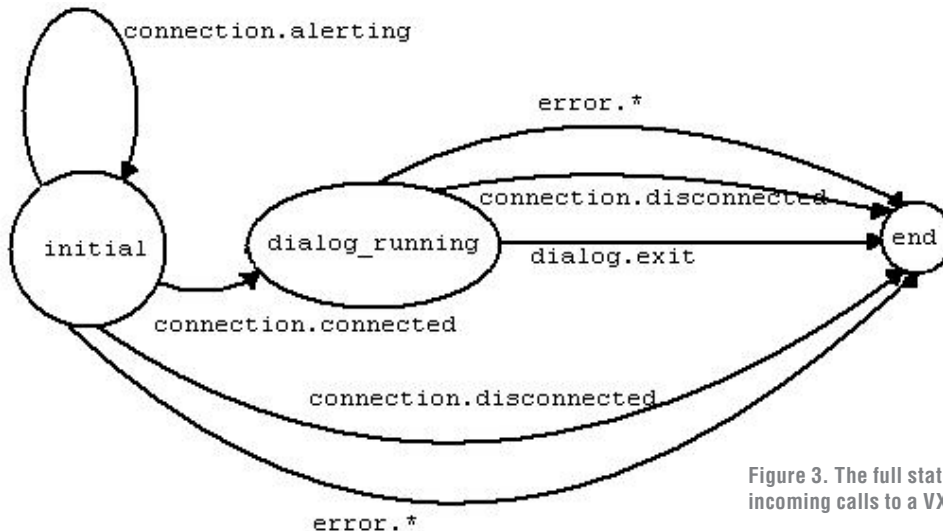 connection.alerting
error.*
connection.disconnected
initial
dialog_running
end
dialog.exit
connection.connected
connection.disconnected
error.*
Figure 3. The full stat
incoming calls to a VX